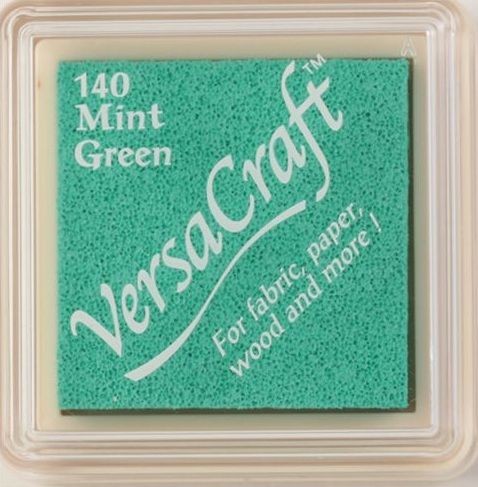 140
Mint
Green
VersaCraft™
For fabric, paper,
wood and more!